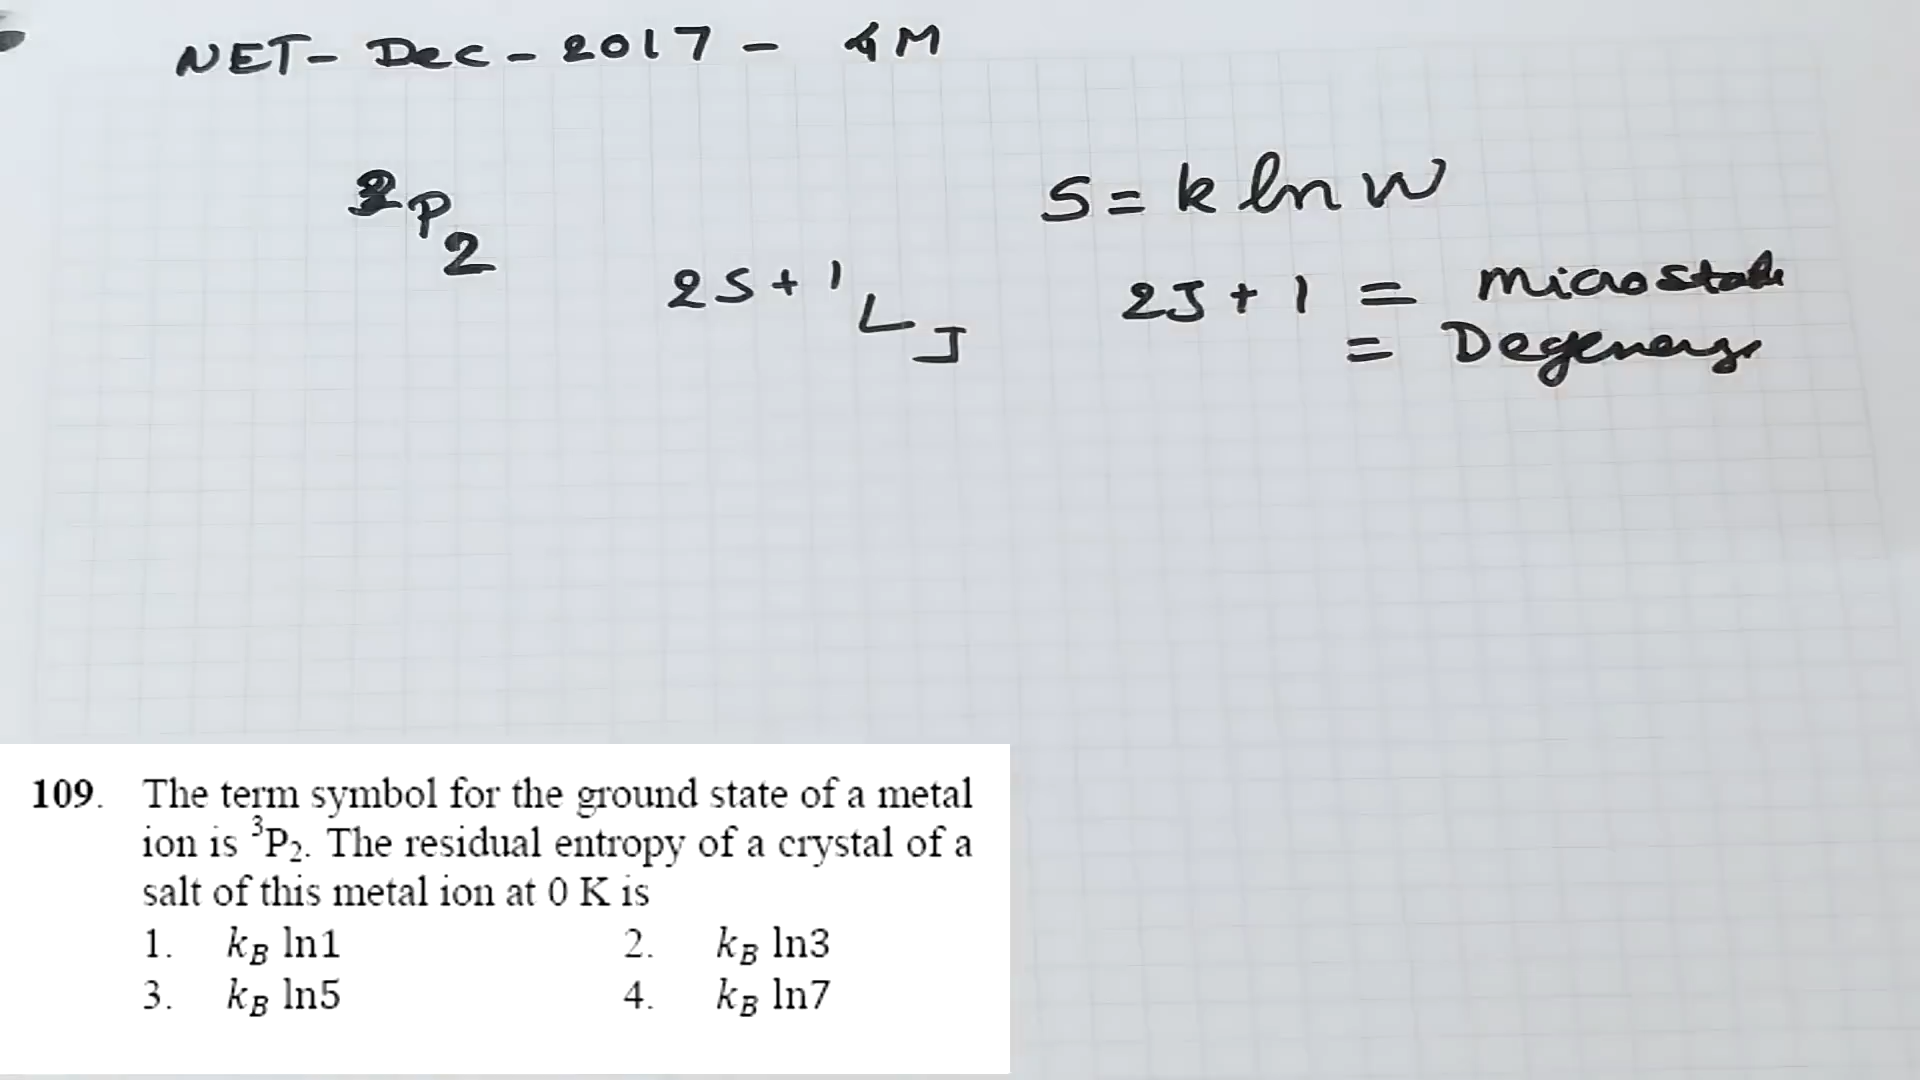 NET- Dec - 2017 - 4M
³P₂
S = k ln W
2S+1 L J
2J + 1 = microstate
= Degeneracy
109. The term symbol for the ground state of a metal
ion is ³P₂. The residual entropy of a crystal of a
salt of this metal ion at 0 K is
1. k_B ln1 2. k_B ln3
3. k_B ln5 4. k_B ln7